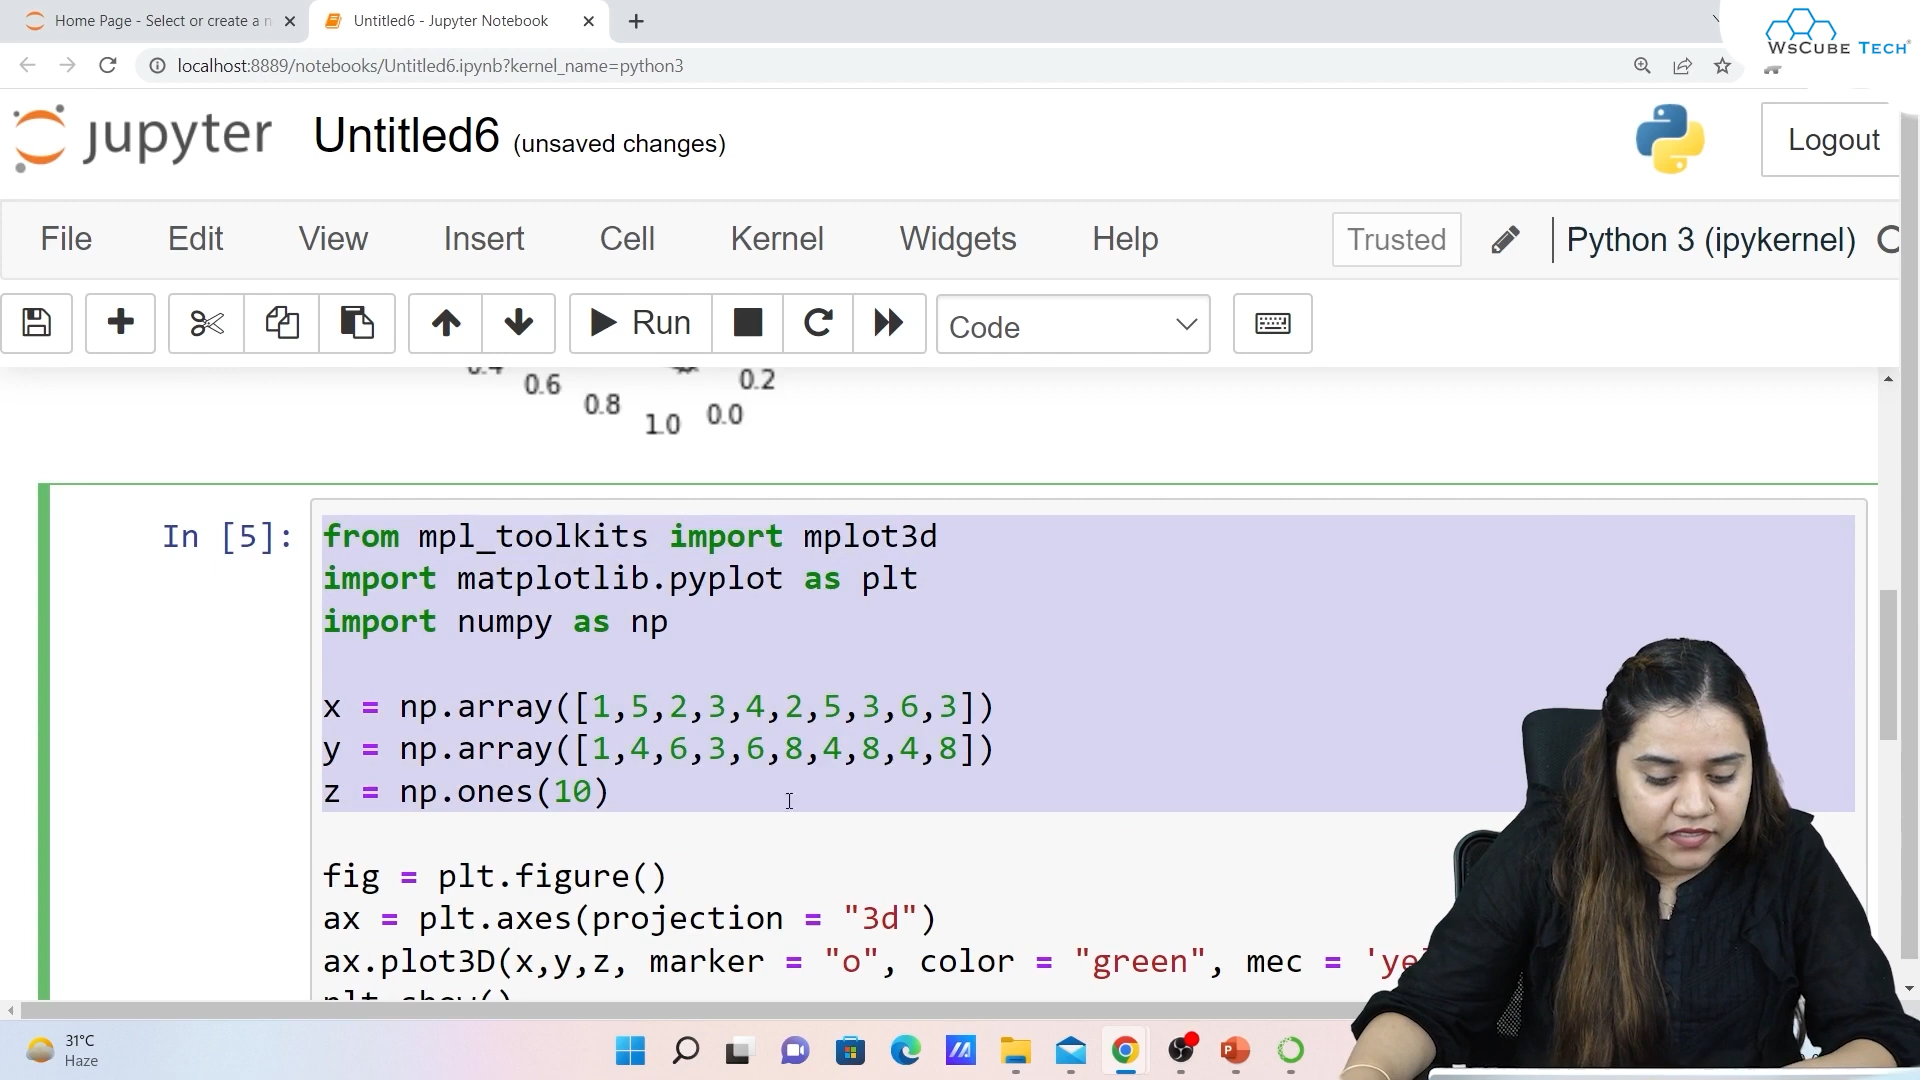 Home Page - Select or create a n
Untitled6 - Jupyter Notebook
WsCube Tech®
localhost:8889/notebooks/Untitled6.ipynb?kernel_name=python3
jupyter Untitled6 (unsaved changes)
Logout
File Edit View Insert Cell Kernel Widgets Help Trusted Python 3 (ipykernel)
Run Code
0.4 0.6 0.8 1.0 0.0 0.2
In [5]: from mpl_toolkits import mplot3d
import matplotlib.pyplot as plt
import numpy as np
x = np.array([1,5,2,3,4,2,5,3,6,3])
y = np.array([1,4,6,3,6,8,4,8,4,8])
z = np.ones(10)
fig = plt.figure()
ax = plt.axes(projection = "3d")
ax.plot3D(x,y,z, marker = "o", color = "green", mec = 'ye
plt.show()
31°C
Haze